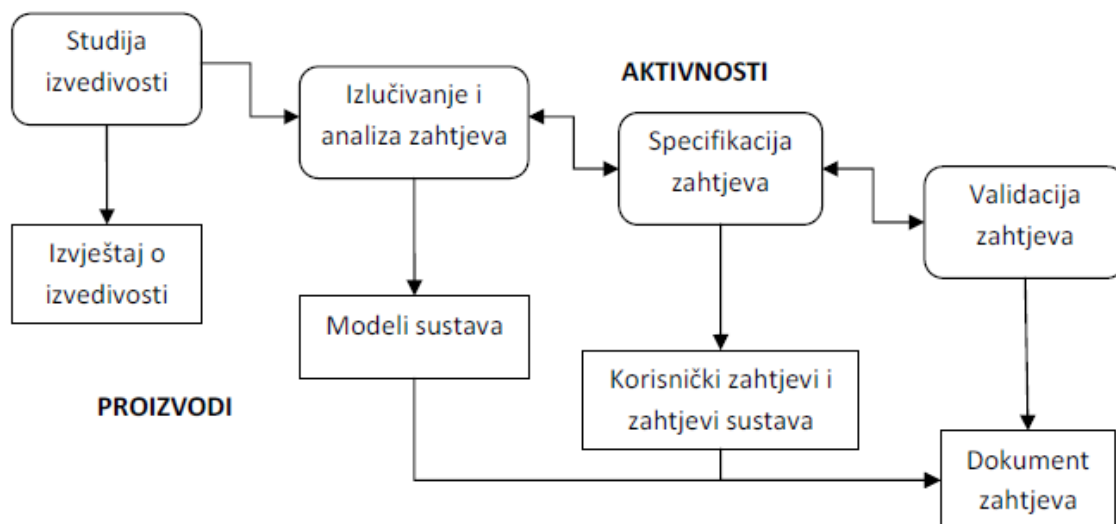 Studija
izvedivosti
AKTIVNOSTI
Izlučivanje i
analiza zahtjeva
Specifikacija
zahtjeva
Validacija
zahtjeva
Izvještaj o
izvedivosti
Modeli sustava
Korisnički zahtjevi i
zahtjevi sustava
PROIZVODI
Dokument
zahtjeva